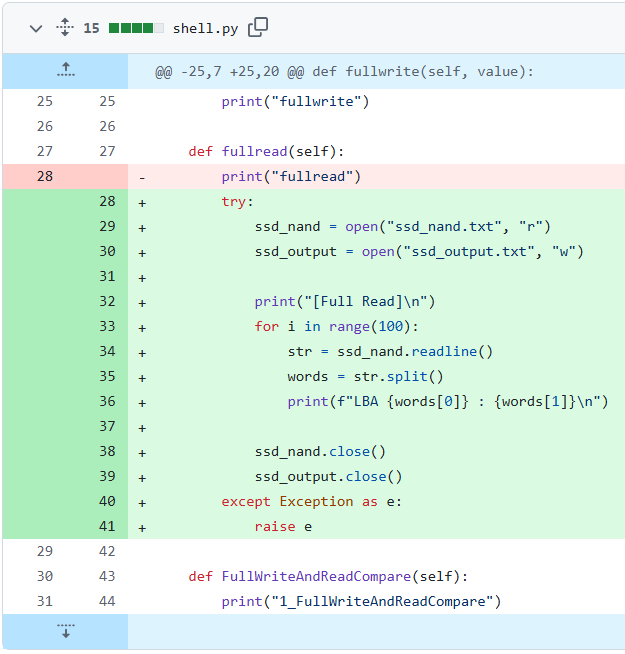 15 shell.py
@@ -25,7 +25,20 @@ def fullwrite(self, value):
25 25 print("fullwrite")
26 26
27 27 def fullread(self):
28 - print("fullread")
28 + try:
29 + ssd_nand = open("ssd_nand.txt", "r")
30 + ssd_output = open("ssd_output.txt", "w")
31 +
32 + print("[Full Read]\n")
33 + for i in range(100):
34 + str = ssd_nand.readline()
35 + words = str.split()
36 + print(f"LBA {words[0]} : {words[1]}\n")
37 +
38 + ssd_nand.close()
39 + ssd_output.close()
40 + except Exception as e:
41 + raise e
29 42
30 43 def FullWriteAndReadCompare(self):
31 44 print("1_FullWriteAndReadCompare")